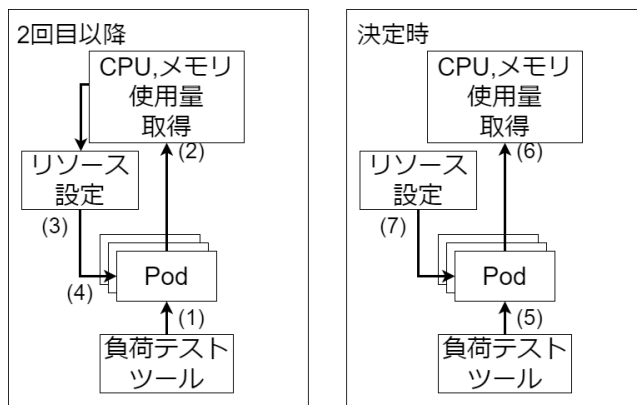 2回目以降
CPU,メモリ
使用量
取得
(2)
リソース
設定
(3)
(4)
Pod
(1)
負荷テスト
ツール
決定時
CPU,メモリ
使用量
取得
(6)
リソース
設定
(7)
Pod
(5)
負荷テスト
ツール